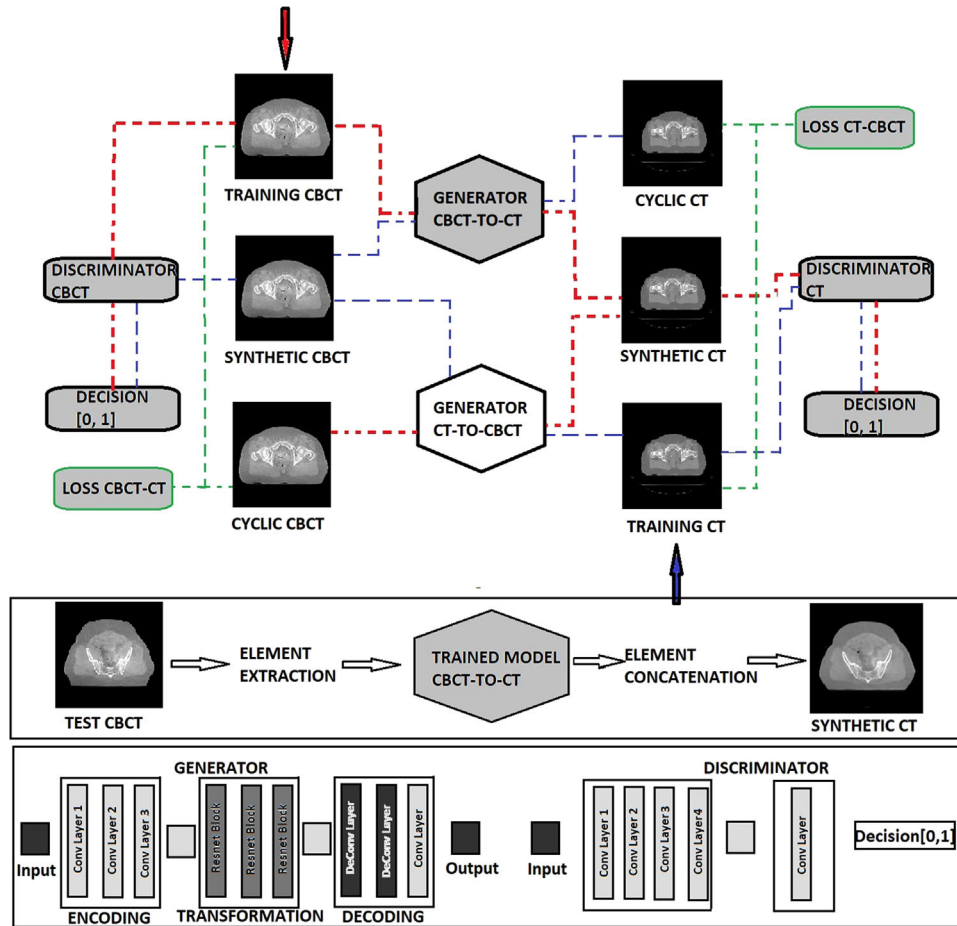 TRAINING CBCT
CYCLIC CT
LOSS CT-CBCT
GENERATOR
CBCT-TO-CT
DISCRIMINATOR
CBCT
SYNTHETIC CBCT
SYNTHETIC CT
DISCRIMINATOR
CT
DECISION
[0, 1]
GENERATOR
CT-TO-CBCT
DECISION
[0, 1]
LOSS CBCT-CT
CYCLIC CBCT
TRAINING CT
TEST CBCT
ELEMENT
EXTRACTION
TRAINED MODEL
CBCT-TO-CT
ELEMENT
CONCATENATION
SYNTHETIC CT
GENERATOR
Input
Conv Layer 1
Conv Layer 2
Conv Layer 3
ENCODING
Resnet Block
Resnet Block
Resnet Block
TRANSFORMATION
DeConv Layer
DeConv Layer
Conv Layer
DECODING
Output
DISCRIMINATOR
Input
Conv Layer 1
Conv Layer 2
Conv Layer 3
Conv Layer 4
Conv Layer
Decision[0,1]